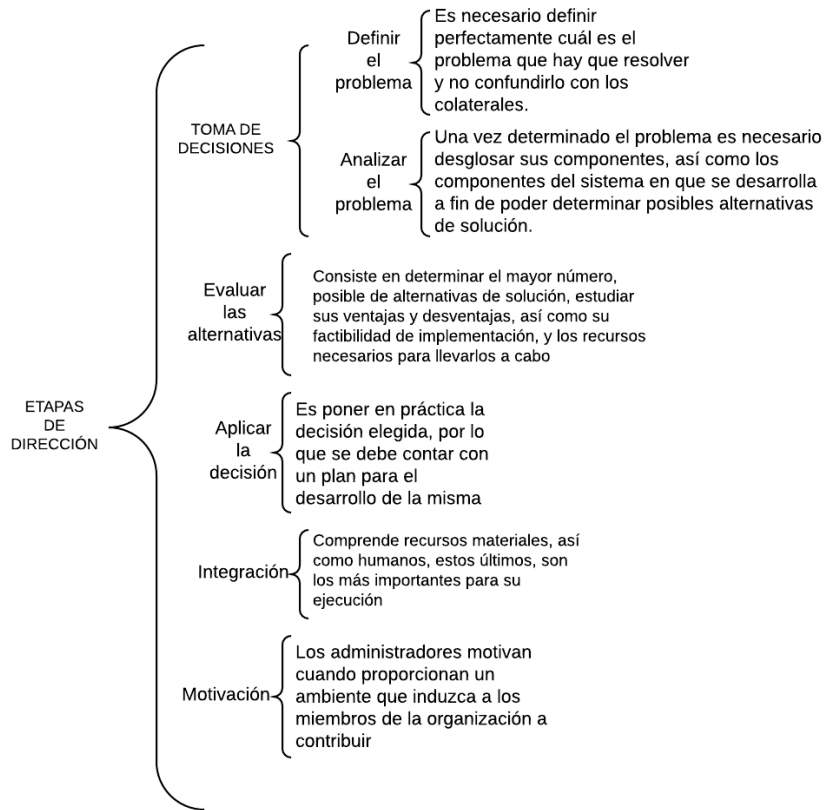 ETAPAS
DE
DIRECCIÓN
TOMA DE
DECISIONES
Definir
el
problema
Es necesario definir
perfectamente cuál es el
problema que hay que resolver
y no confundirlo con los
colaterales.
Analizar
el
problema
Una vez determinado el problema es necesario
desglosar sus componentes, así como los
componentes del sistema en que se desarrolla
a fin de poder determinar posibles alternativas
de solución.
Evaluar
las
alternativas
Consiste en determinar el mayor número,
posible de alternativas de solución, estudiar
sus ventajas y desventajas, así como su
factibilidad de implementación, y los recursos
necesarios para llevarlos a cabo
Aplicar
la
decisión
Es poner en práctica la
decisión elegida, por lo
que se debe contar con
un plan para el
desarrollo de la misma
Integración
Comprende recursos materiales, así
como humanos, estos últimos, son
los más importantes para su
ejecución
Motivación
Los administradores motivan
cuando proporcionan un
ambiente que induzca a los
miembros de la organización a
contribuir